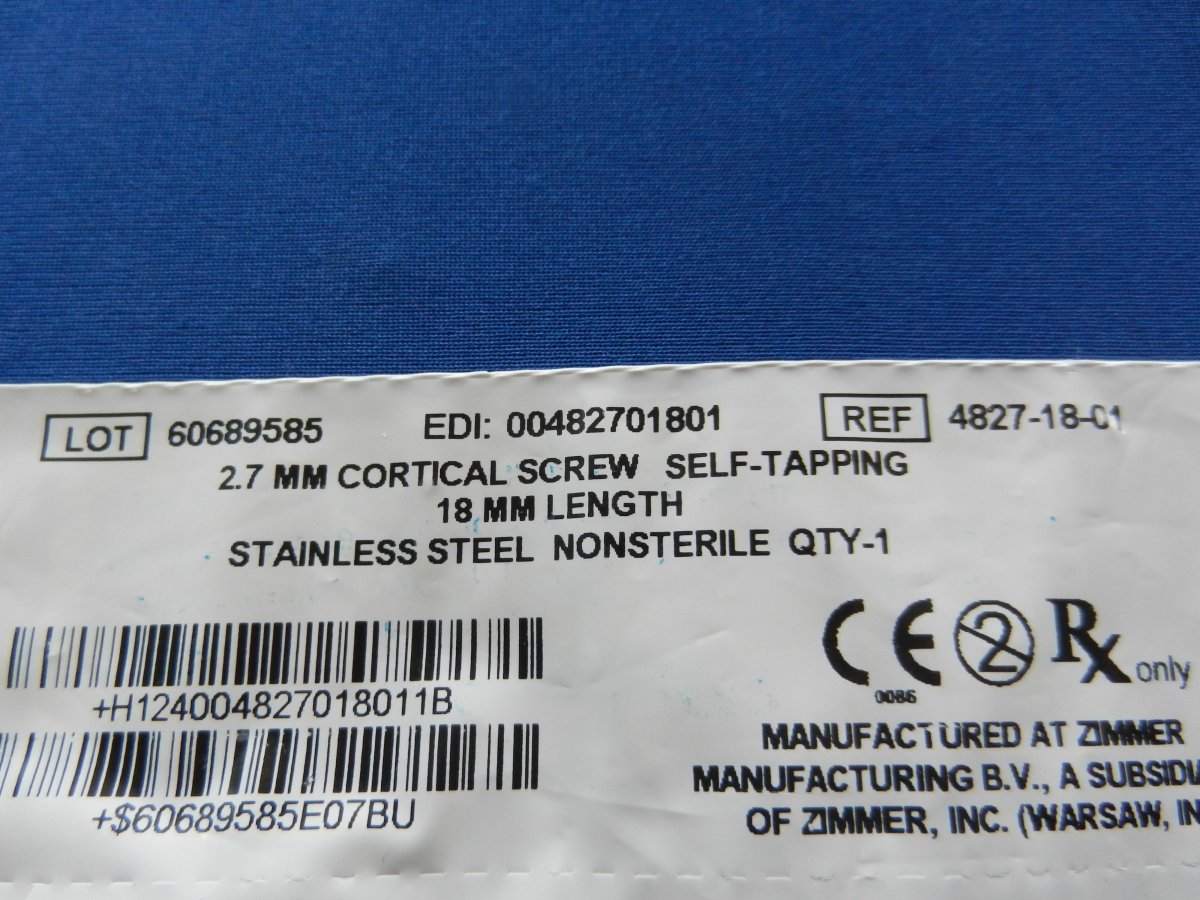 LOT 60689585 EDI: 00482701801 REF 4827-18-01
2.7 MM CORTICAL SCREW SELF-TAPPING
18 MM LENGTH
STAINLESS STEEL NONSTERILE QTY-1
CE 2 Rx only
0086
+H124004827018011B
+$60689585E07BU
MANUFACTURED AT ZIMMER
MANUFACTURING B.V., A SUBSIDIA
OF ZIMMER, INC. (WARSAW, IN